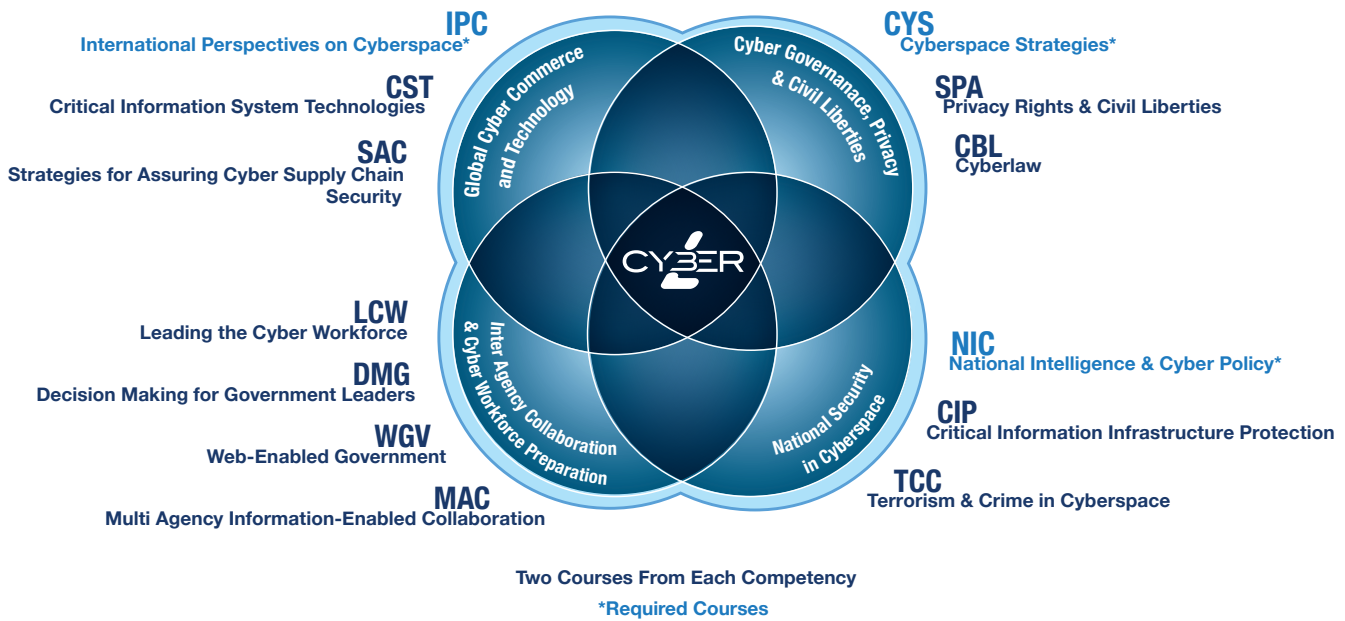 IPC
International Perspectives on Cyberspace*
CST
Critical Information System Technologies
SAC
Strategies for Assuring Cyber Supply Chain
Security
Global Cyber Commerce
and Technology
CYS
Cyberspace Strategies*
SPA
Privacy Rights & Civil Liberties
CBL
Cyberlaw
Cyber Governanace, Privacy
& Civil Liberties
CYBER
LCW
Leading the Cyber Workforce
DMG
Decision Making for Government Leaders
WGV
Web-Enabled Government
MAC
Multi Agency Information-Enabled Collaboration
Inter Agency Collaboration
& Cyber Workforce Preparation
NIC
National Intelligence & Cyber Policy*
CIP
Critical Information Infrastructure Protection
TCC
Terrorism & Crime in Cyberspace
National Security
in Cyberspace
Two Courses From Each Competency
*Required Courses